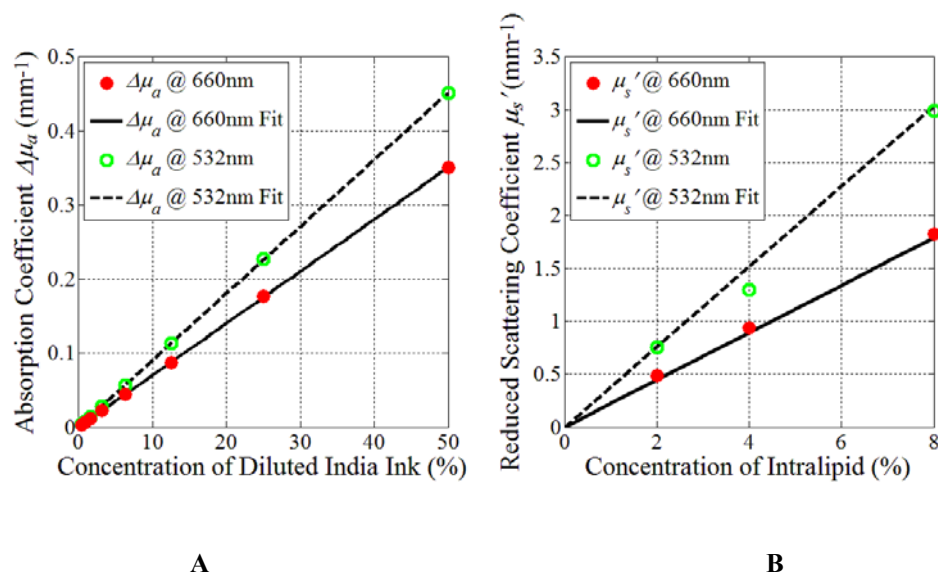 0.5
0.4
0.3
0.2
0.1
0
0 10 20 30 40 50
Absorption Coefficient Δμa (mm-1)
Concentration of Diluted India Ink (%)
Δμa @ 660nm
Δμa @ 660nm Fit
Δμa @ 532nm
Δμa @ 532nm Fit
A
3.5
3
2.5
2
1.5
1
0.5
0
0 2 4 6 8
Reduced Scattering Coefficient μs′ (mm-1)
Concentration of Intralipid (%)
μs′ @ 660nm
μs′ @ 660nm Fit
μs′ @ 532nm
μs′ @ 532nm Fit
B